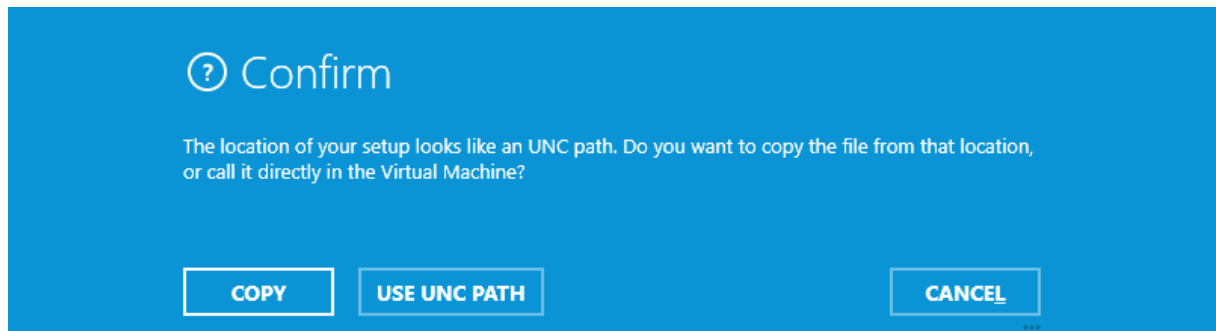 Confirm
The location of your setup looks like an UNC path. Do you want to copy the file from that location,
or call it directly in the Virtual Machine?
COPY USE UNC PATH CANCEL